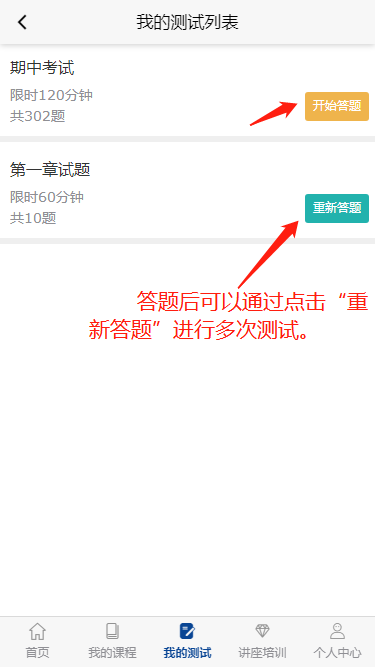 我的测试列表
期中考试
限时120分钟
共302题
开始答题
第一章试题
限时60分钟
共10题
重新答题
答题后可以通过点击“重
新答题”进行多次测试。
首页
我的课程
我的测试
讲座培训
个人中心